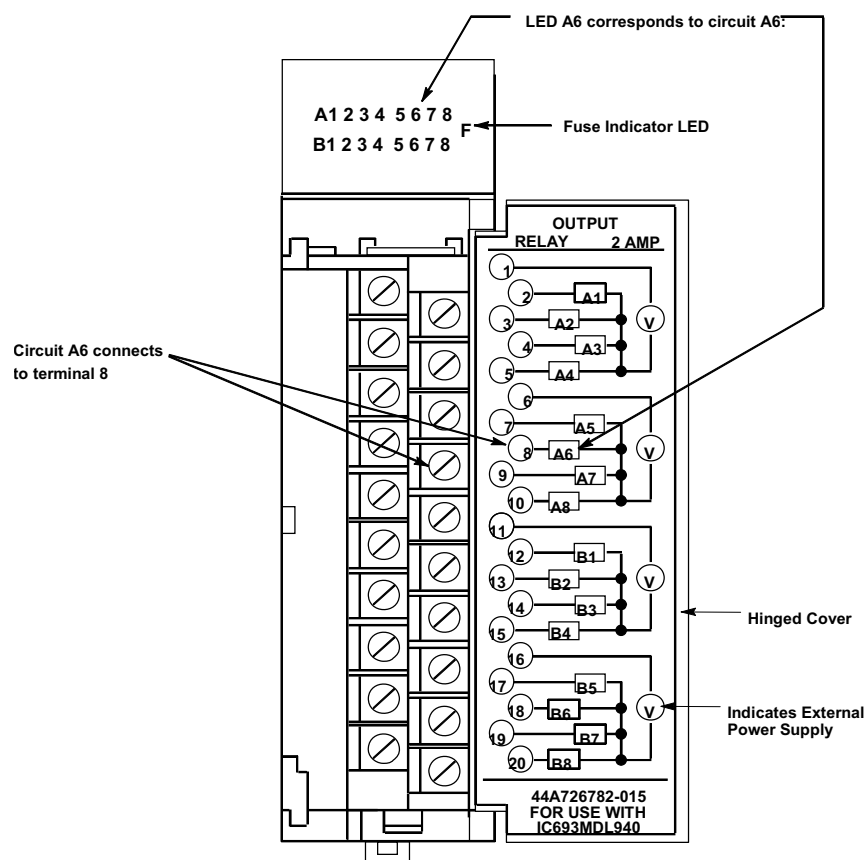 LED A6 corresponds to circuit A6.
A1 2 3 4 5 6 7 8
F
B1 2 3 4 5 6 7 8
Fuse Indicator LED
OUTPUT
RELAY 2 AMP
1
2 A1
3 A2 V
4 A3
5 A4
Circuit A6 connects
to terminal 8
6
7 A5
8 A6 V
9 A7
10 A8
11
12 B1
13 B2 V
14 B3
15 B4
Hinged Cover
16
17 B5
18 B6 V
19 B7
20 B8
Indicates External
Power Supply
44A726782-015
FOR USE WITH
IC693MDL940